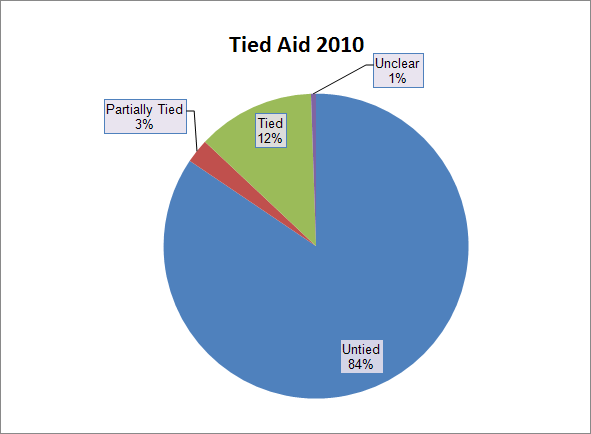 Tied Aid 2010
Unclear
1%
Partially Tied
3%
Tied
12%
Untied
84%